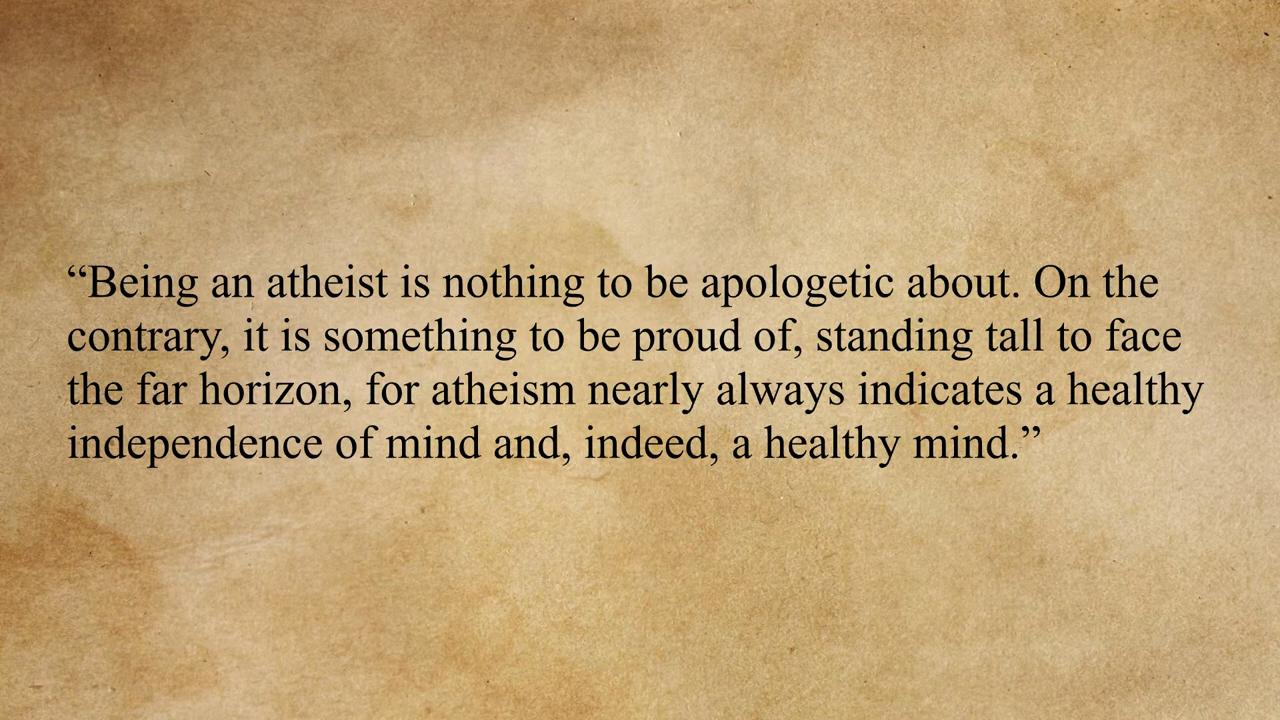 “Being an atheist is nothing to be apologetic about. On the
contrary, it is something to be proud of, standing tall to face
the far horizon, for atheism nearly always indicates a healthy
independence of mind and, indeed, a healthy mind.”